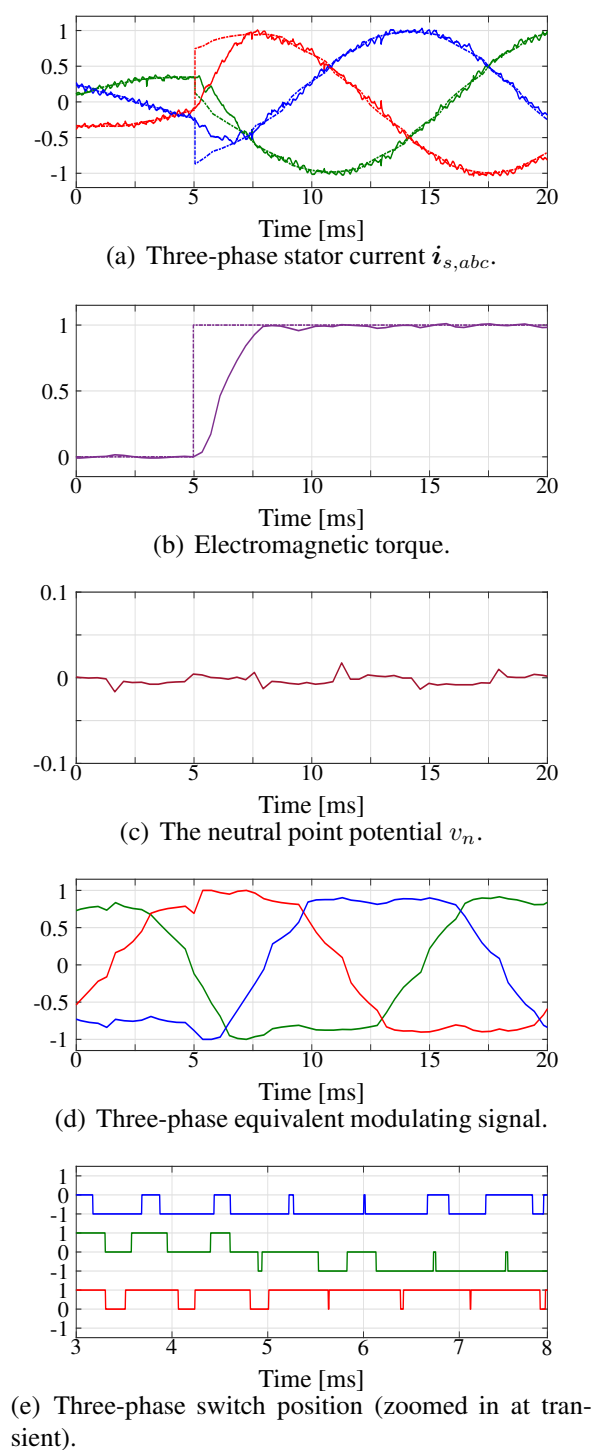 1
0.5
0
-0.5
-1
0 5 10 15 20
Time [ms]
(a) Three-phase stator current i_{s,abc}.
1
0.5
0
0 5 10 15 20
Time [ms]
(b) Electromagnetic torque.
0.1
0
-0.1
0 5 10 15 20
Time [ms]
(c) The neutral point potential v_n.
1
0.5
0
-0.5
-1
0 5 10 15 20
Time [ms]
(d) Three-phase equivalent modulating signal.
1
0
-1
1
0
-1
1
0
-1
3 4 5 6 7 8
Time [ms]
(e) Three-phase switch position (zoomed in at tran-
sient).